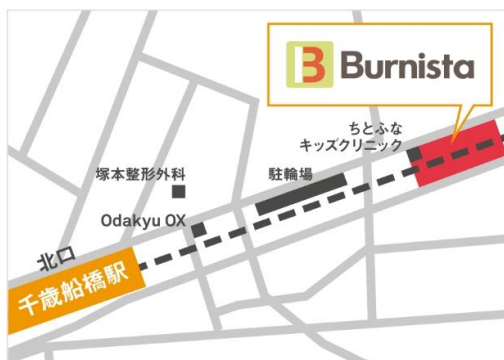 Burnista
ちとふな
キッズクリニック
塚本整形外科
駐輪場
Odakyu OX
北口
千歳船橋駅